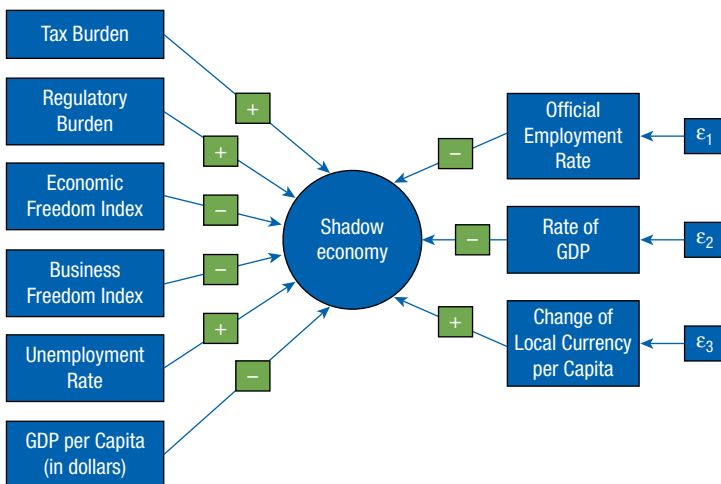 Tax Burden
+
Regulatory
Burden
+
Economic
Freedom Index
−
Business
Freedom Index
−
Unemployment
Rate
+
GDP per Capita
(in dollars)
−
Shadow
economy
Official
Employment
Rate
−
ε1
Rate of
GDP
−
ε2
Change of
Local Currency
per Capita
+
ε3